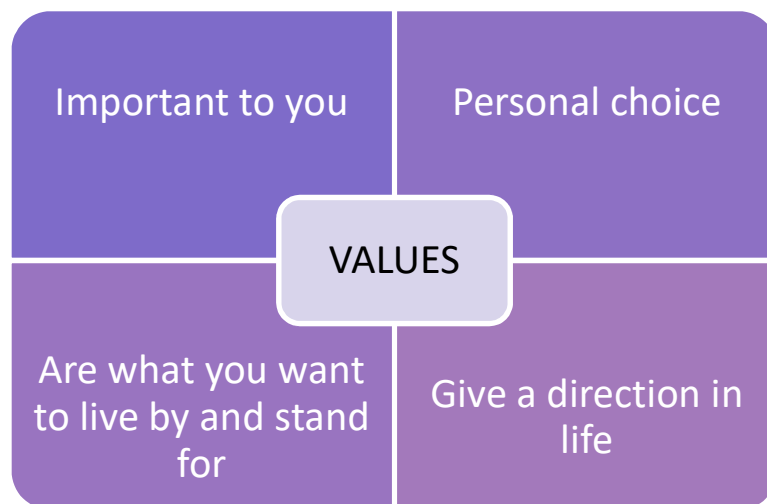 Important to you
Personal choice
VALUES
Are what you want
to live by and stand
for
Give a direction in
life